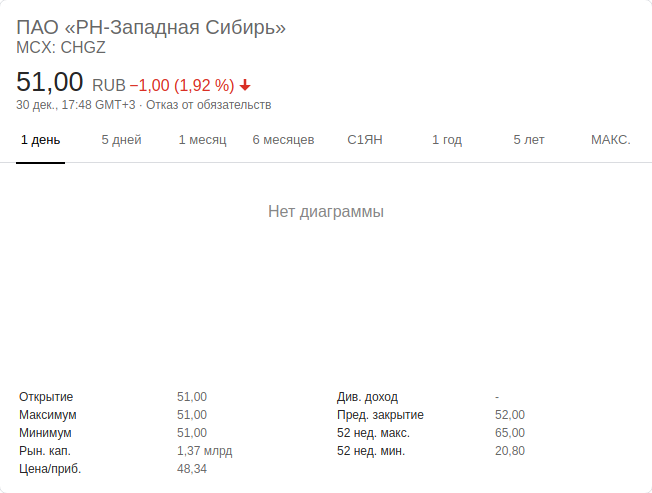 ПАО «РН-Западная Сибирь»
MCX: CHGZ
51,00 RUB −1,00 (1,92 %)
30 дек., 17:48 GMT+3 · Отказ от обязательств
1 день 5 дней 1 месяц 6 месяцев С1ЯН 1 год 5 лет МАКС.
Нет диаграммы
Открытие 51,00 Див. доход -
Максимум 51,00 Пред. закрытие 52,00
Минимум 51,00 52 нед. макс. 65,00
Рын. кап. 1,37 млрд 52 нед. мин. 20,80
Цена/приб. 48,34